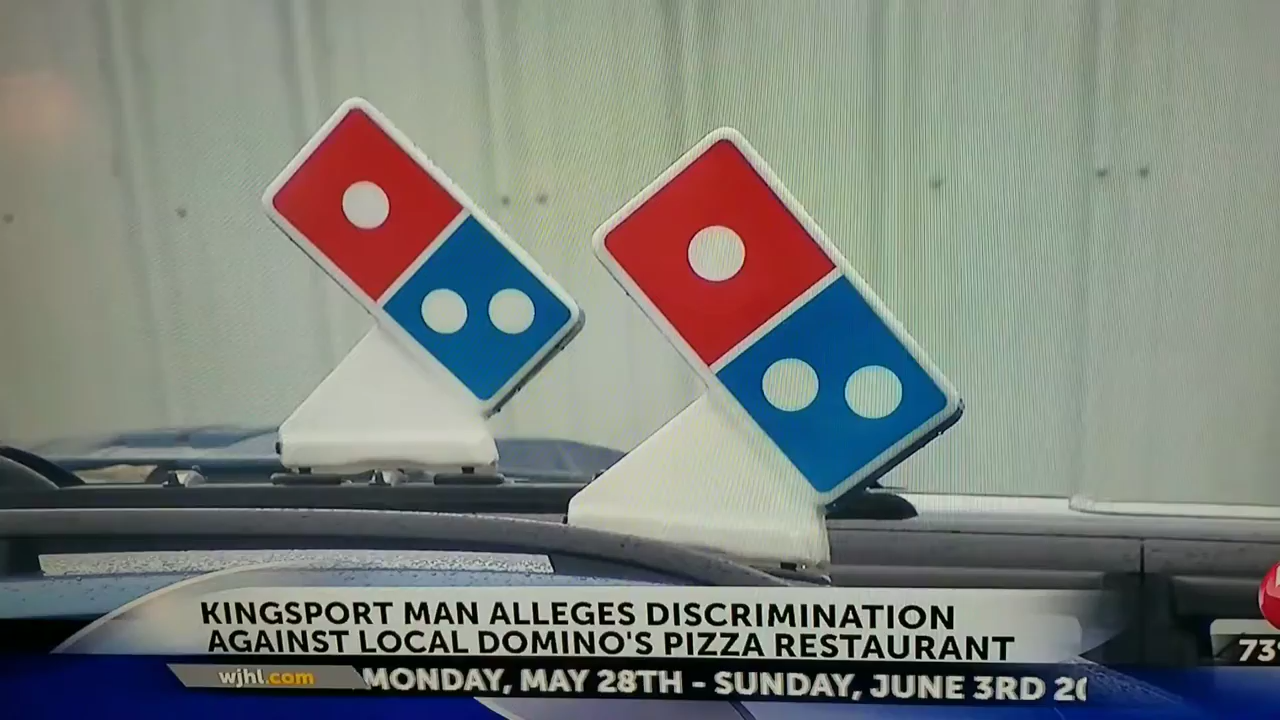 KINGSPORT MAN ALLEGES DISCRIMINATION
AGAINST LOCAL DOMINO'S PIZZA RESTAURANT
73°
wjhl.com
MONDAY, MAY 28TH - SUNDAY, JUNE 3RD